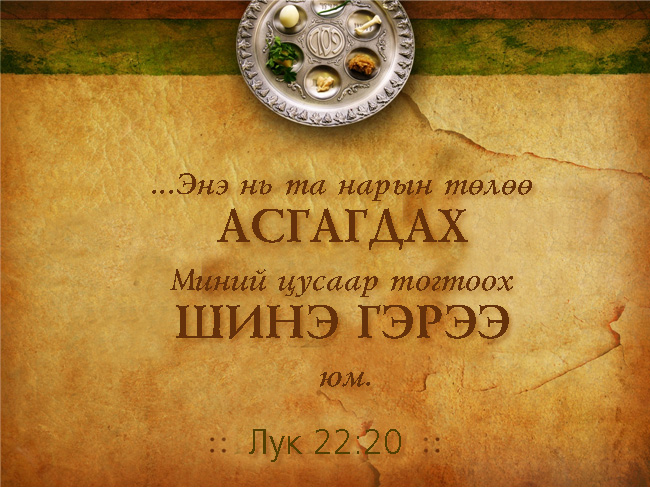 ...Энэ нь та нарын төлөө
АСГАГДАХ
Миний цусаар тогтоох
ШИНЭ ГЭРЭЭ
юм.
:: Лук 22:20 ::